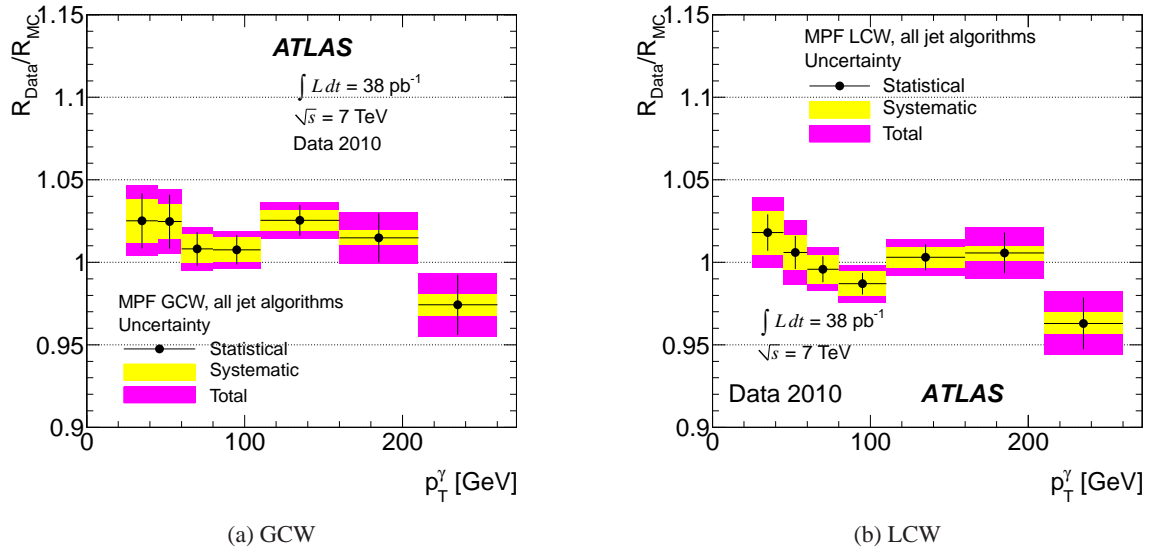 R_Data/R_MC
1.15
1.1
1.05
1
0.95
0.9
ATLAS
∫ L dt = 38 pb⁻¹
√s = 7 TeV
Data 2010
MPF GCW, all jet algorithms
Uncertainty
Statistical
Systematic
Total
0 100 200
p_T^γ [GeV]
(a) GCW
R_Data/R_MC
1.15
1.1
1.05
1
0.95
0.9
MPF LCW, all jet algorithms
Uncertainty
Statistical
Systematic
Total
∫ L dt = 38 pb⁻¹
√s = 7 TeV
Data 2010 ATLAS
0 100 200
p_T^γ [GeV]
(b) LCW